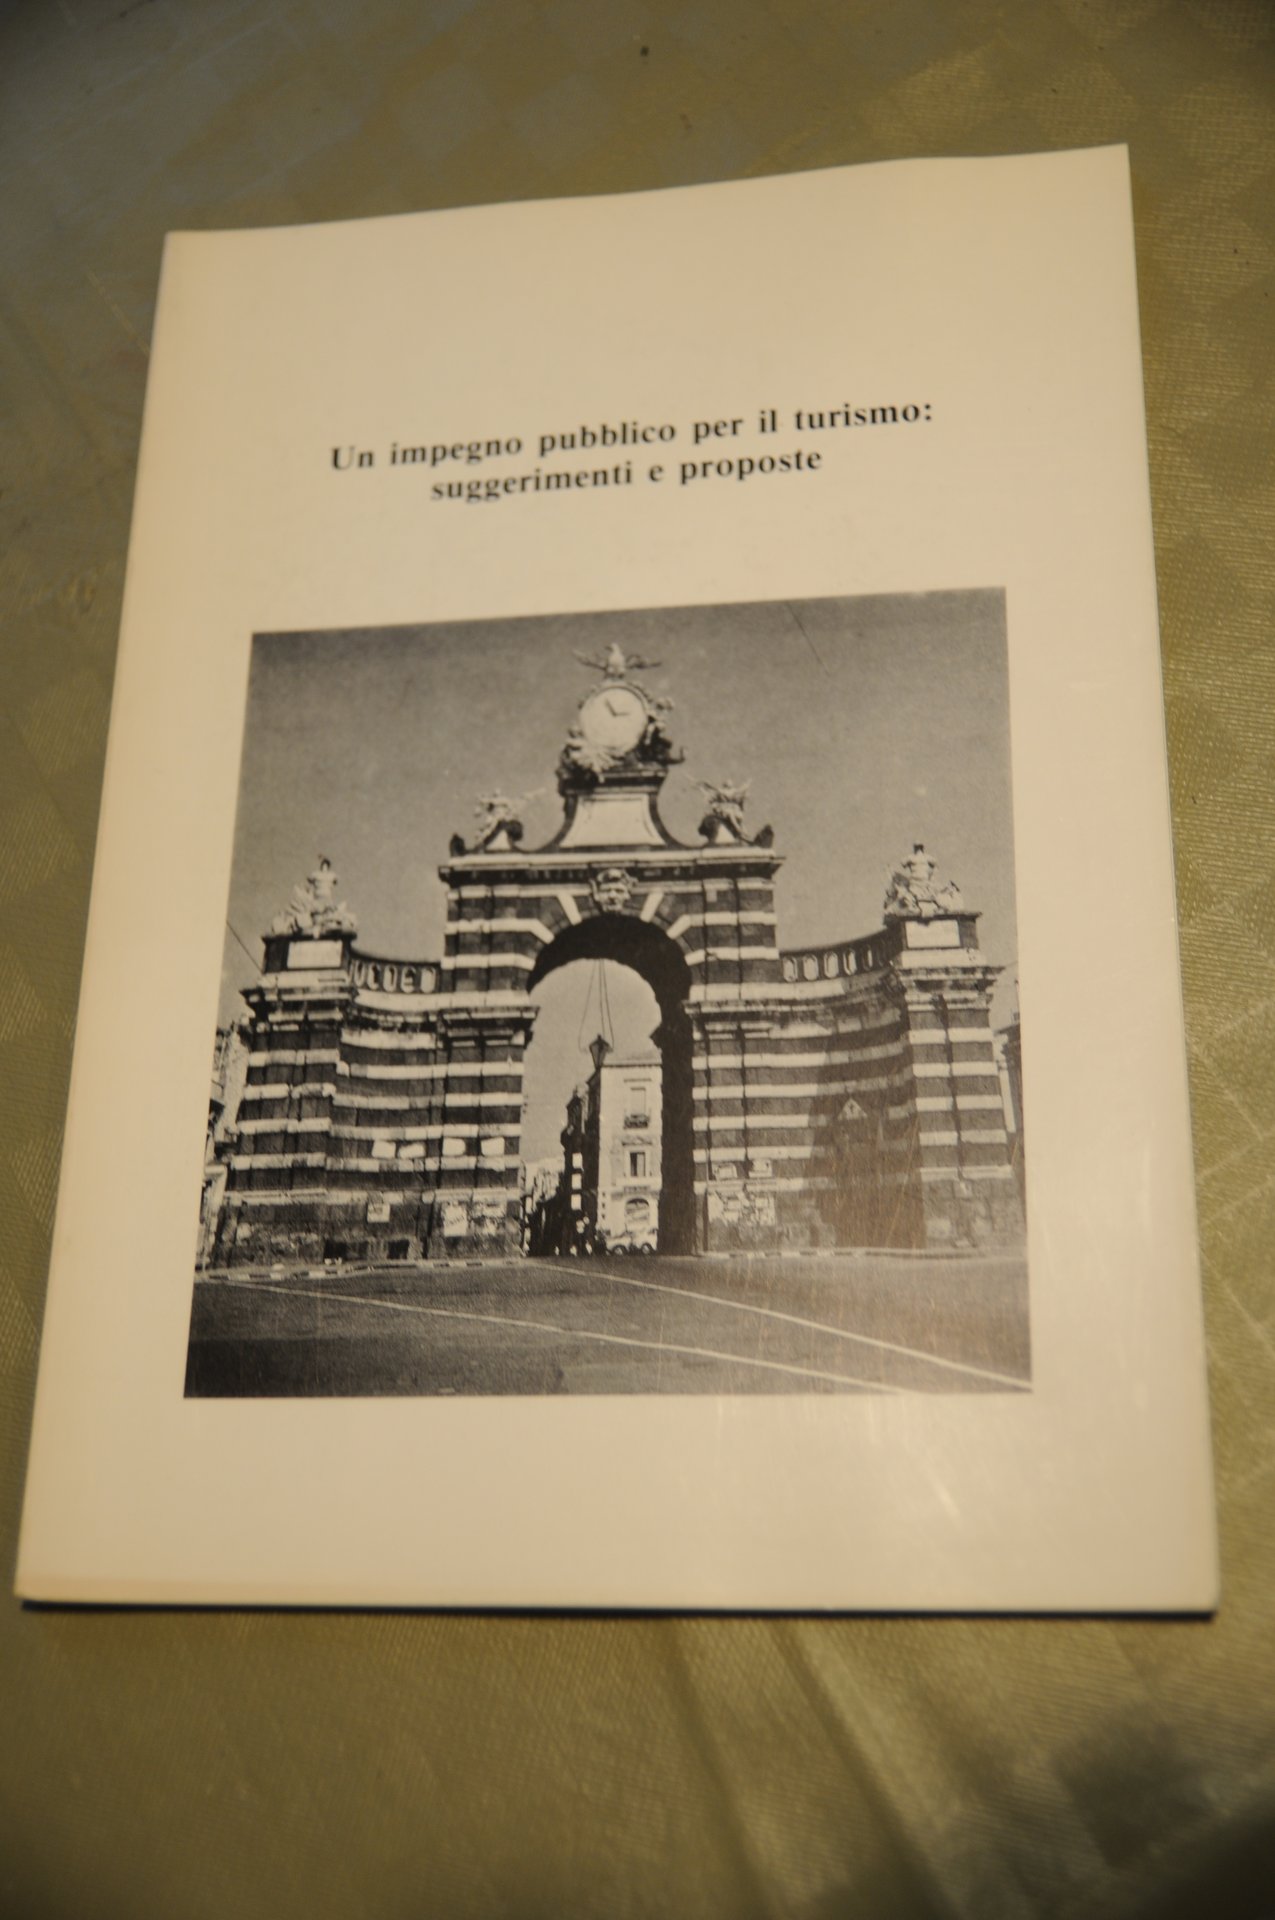 Un impegno pubblico per il turismo:
suggerimenti e proposte